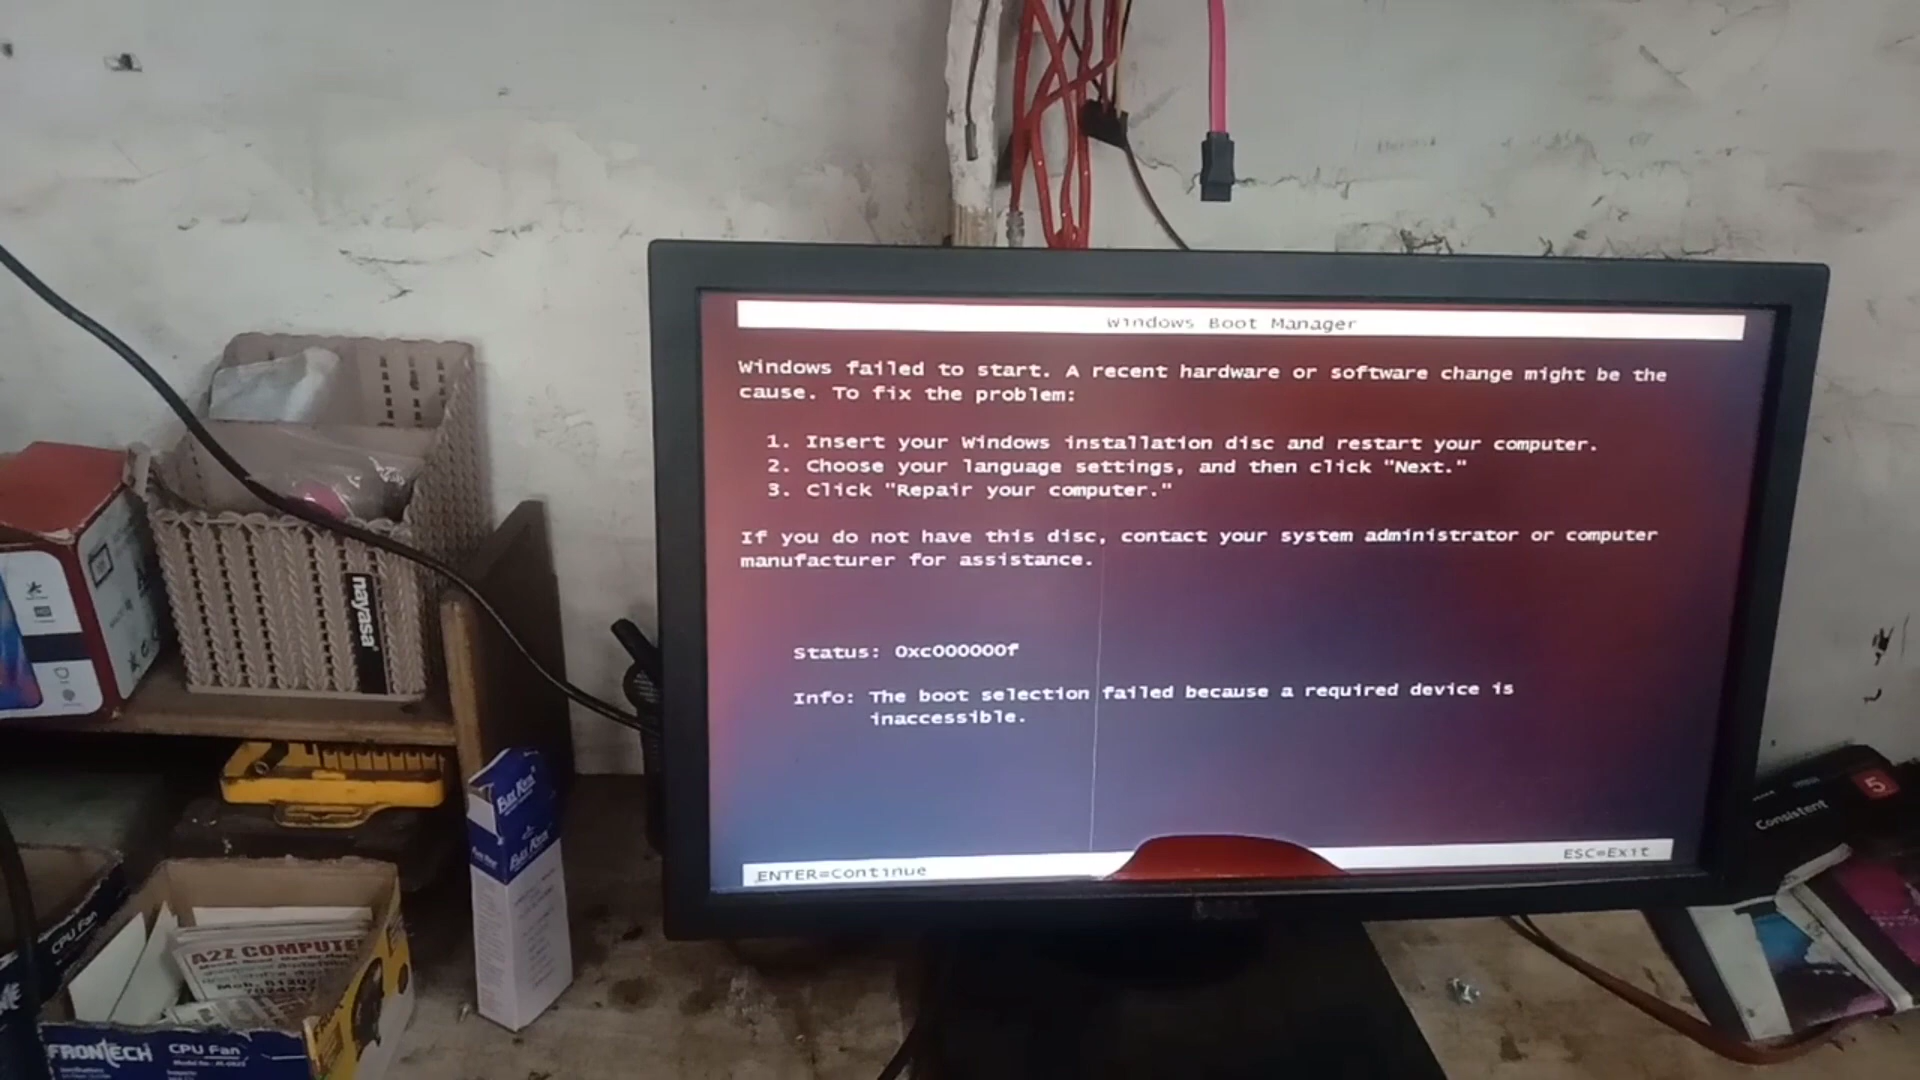 Windows Boot Manager
Windows failed to start. A recent hardware or software change might be the
cause. To fix the problem:
1. Insert your Windows installation disc and restart your computer.
2. Choose your language settings, and then click "Next."
3. Click "Repair your computer."
If you do not have this disc, contact your system administrator or computer
manufacturer for assistance.
Status: 0xc000000f
Info: The boot selection failed because a required device is
inaccessible.
ENTER=Continue
ESC=Exit
nayasa
Consistent
5
CPU Fan
A2Z COMPUTE
FRONTECH
CPU Fan